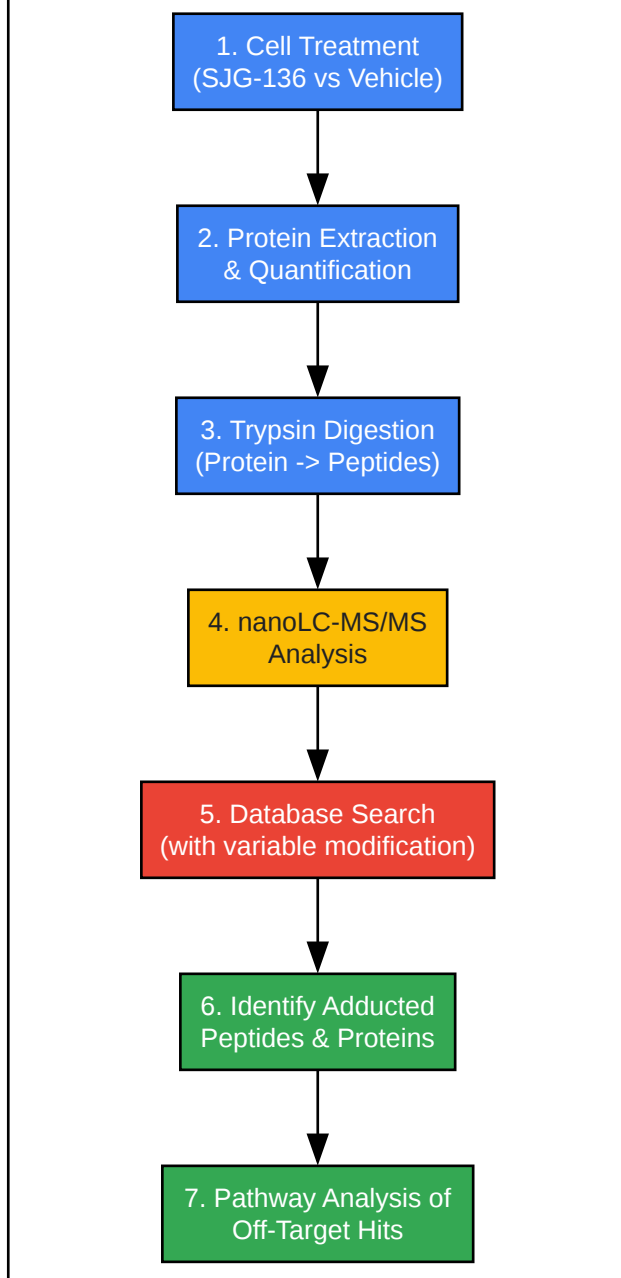 1. Cell Treatment
(SJG-136 vs Vehicle)
2. Protein Extraction
& Quantification
3. Trypsin Digestion
(Protein -> Peptides)
4. nanoLC-MS/MS
Analysis
5. Database Search
(with variable modification)
6. Identify Adducted
Peptides & Proteins
7. Pathway Analysis of
Off-Target Hits